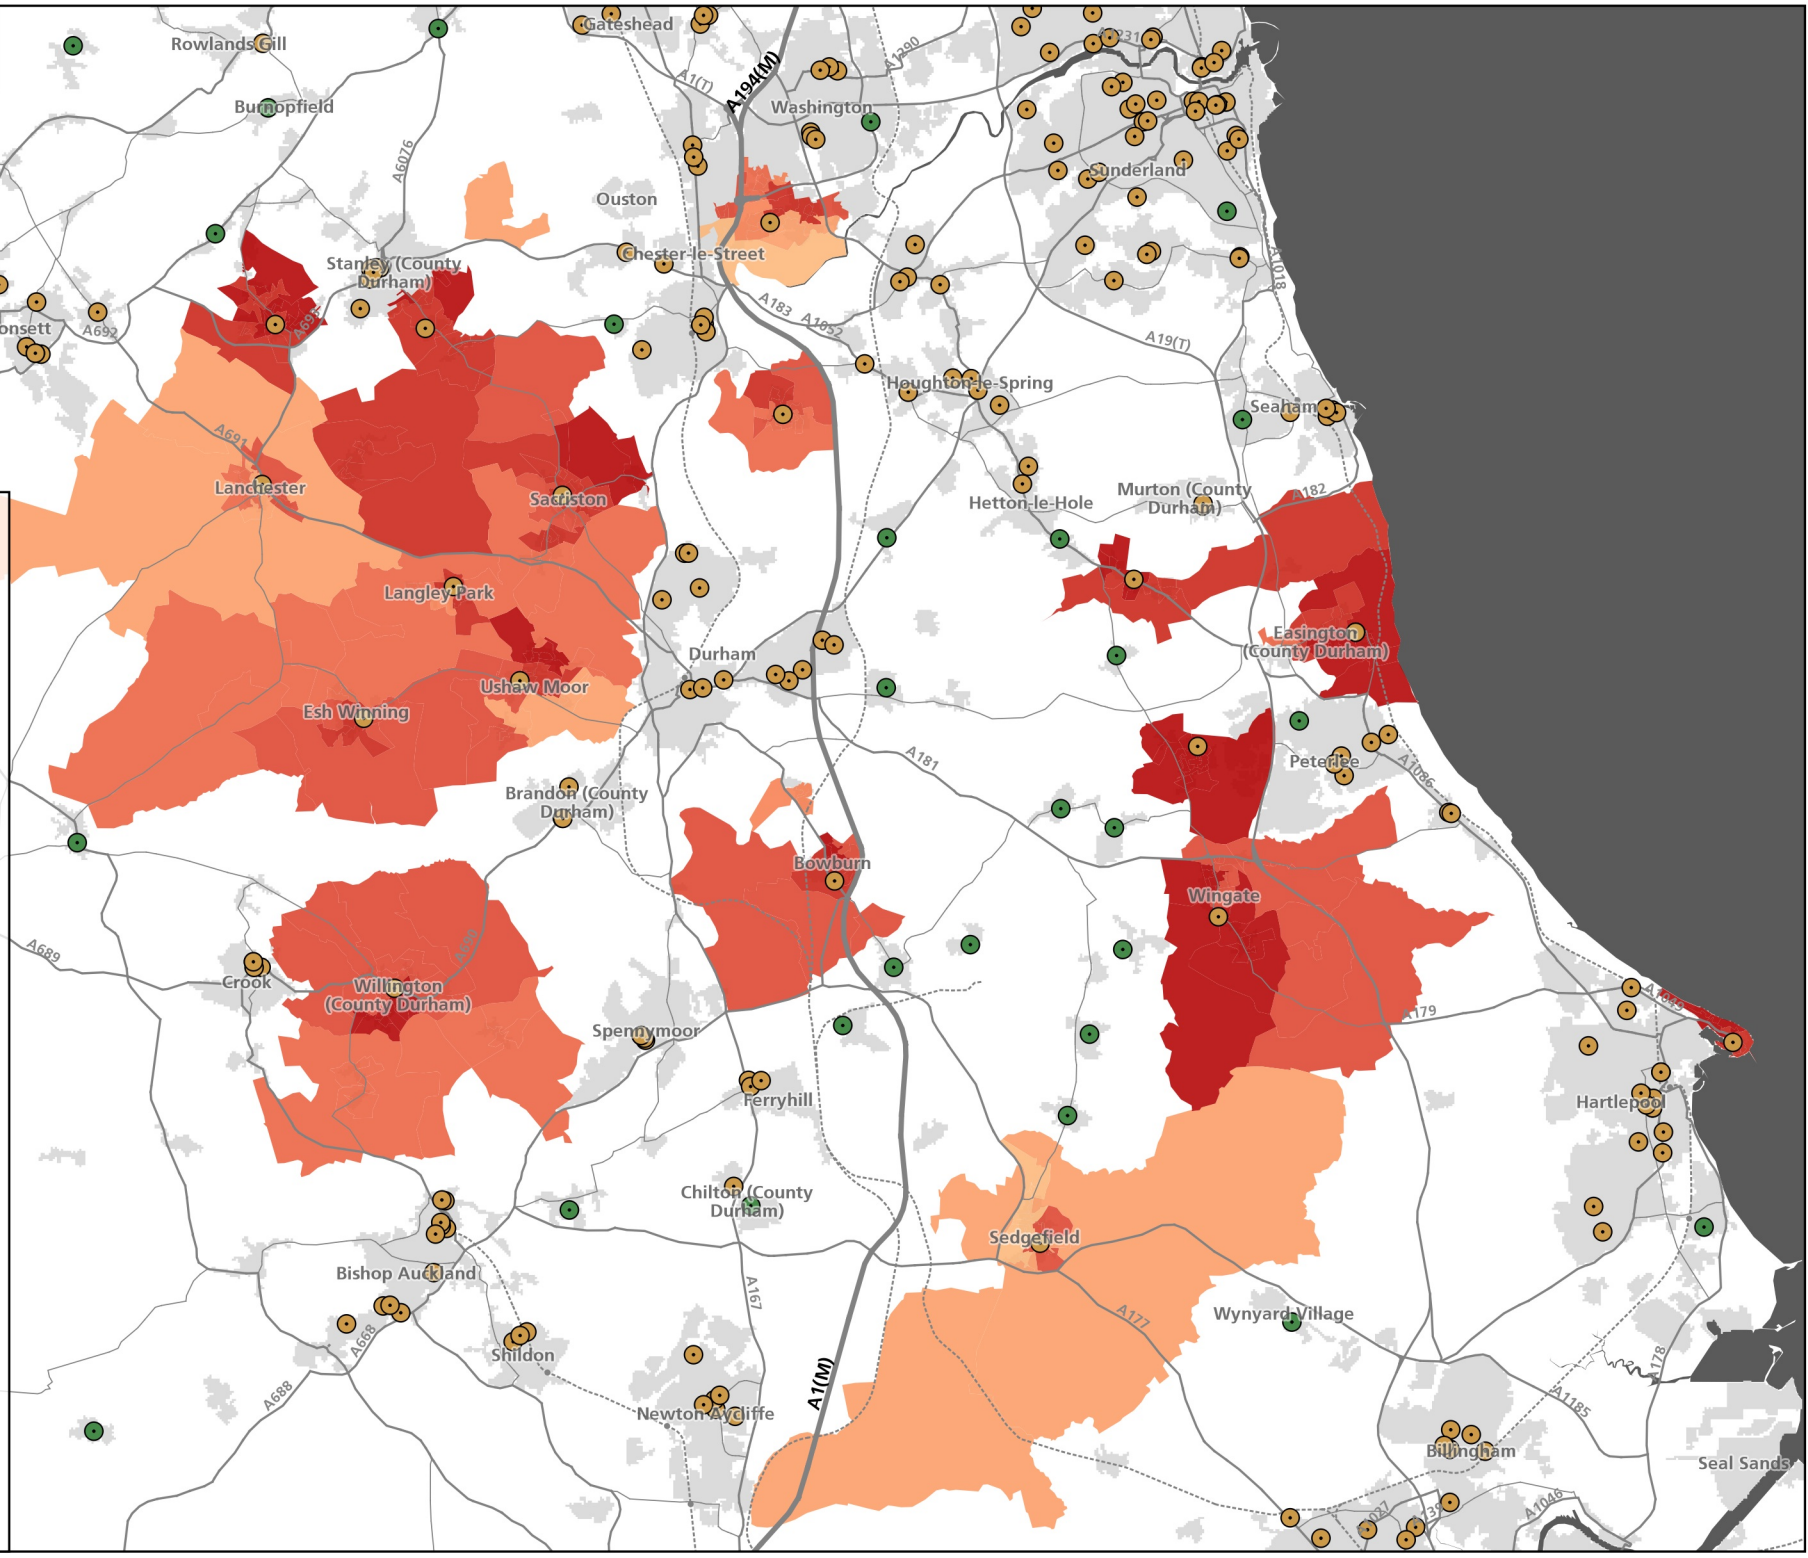 Gateshead
Rowlands Gill
A1231
A1290
A1(T)
A194(M)
Burnopfield
Washington
A6076
Sunderland
Ouston
Chester-le-Street
Stanley (County
Durham)
A1018
A183
A1052
A692
A693
onsett
A19(T)
Houghton-le-Spring
Seaham
A691
Lanchester
Sacriston
Hetton-le-Hole
Murton (County
Durham)
A182
Langley Park
Easington
(County Durham)
Durham
Ushaw Moor
Esh Winning
A181
Peterlee
A1086
Brandon (County
Durham)
Bowburn
Wingate
A690
A689
Crook
Willington
(County Durham)
A1049
A179
Spennymoor
Ferryhill
Hartlepool
Chilton (County
Durham)
Sedgefield
Bishop Auckland
A167
A177
Wynyard Village
A668
Shildon
A178
A688
A1(M)
A1185
Newton Aycliffe
Billingham
Seal Sands
A1046